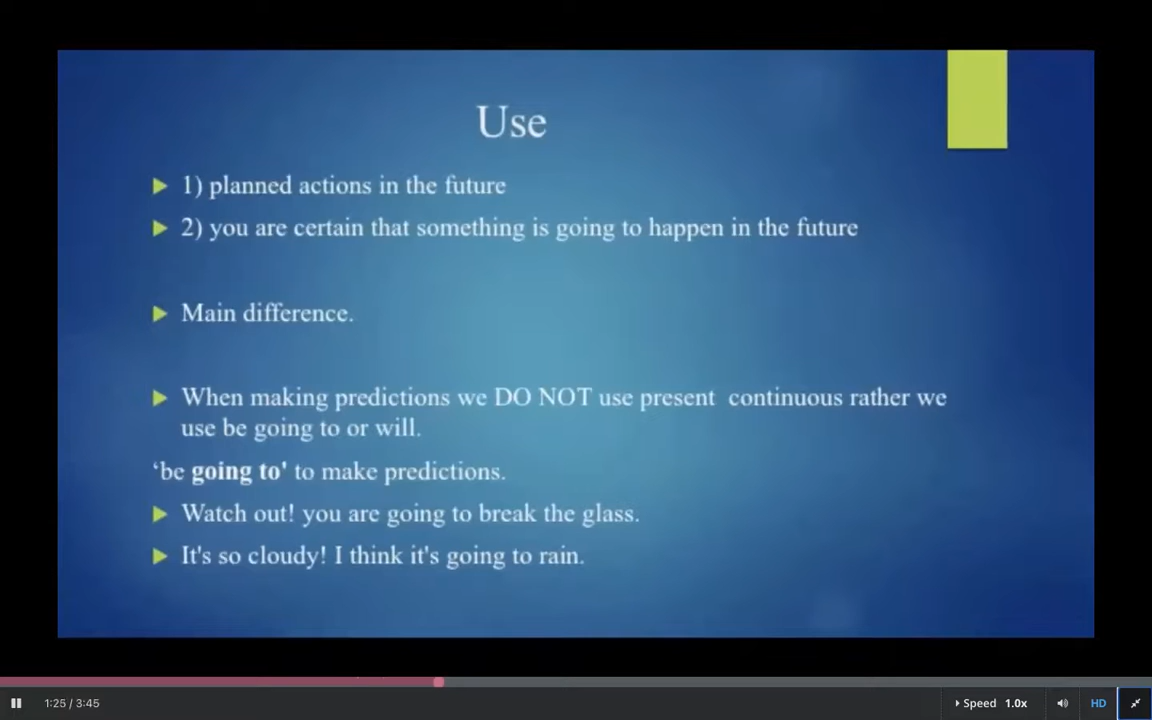 Use
1) planned actions in the future
2) you are certain that something is going to happen in the future
Main difference.
When making predictions we DO NOT use present continuous rather we
use be going to or will.
‘be going to' to make predictions.
Watch out! you are going to break the glass.
It's so cloudy! I think it's going to rain.
1:25 / 3:45
Speed 1.0x
HD